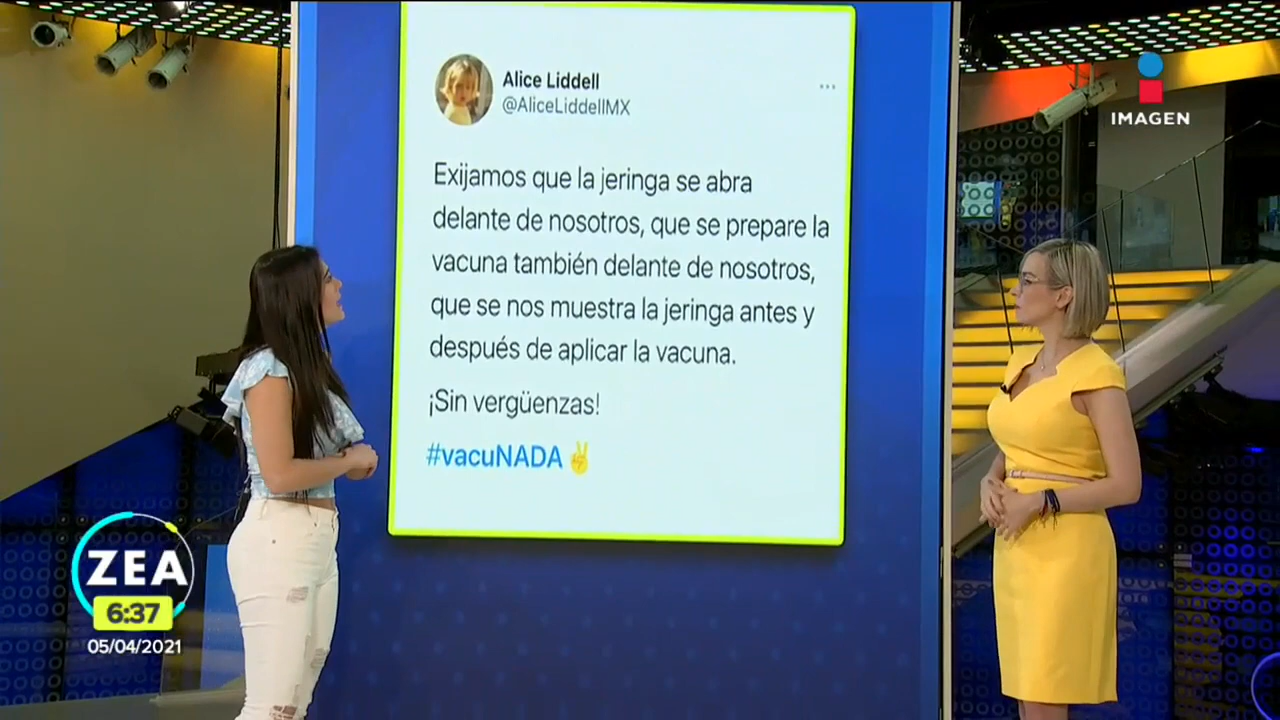 Alice Liddell
@AliceLiddellMX
Exijamos que la jeringa se abra
delante de nosotros, que se prepare la
vacuna también delante de nosotros,
que se nos muestra la jeringa antes y
después de aplicar la vacuna.
¡Sin vergüenzas!
#vacuNADA✌️
IMAGEN
ZEA
6:37
05/04/2021